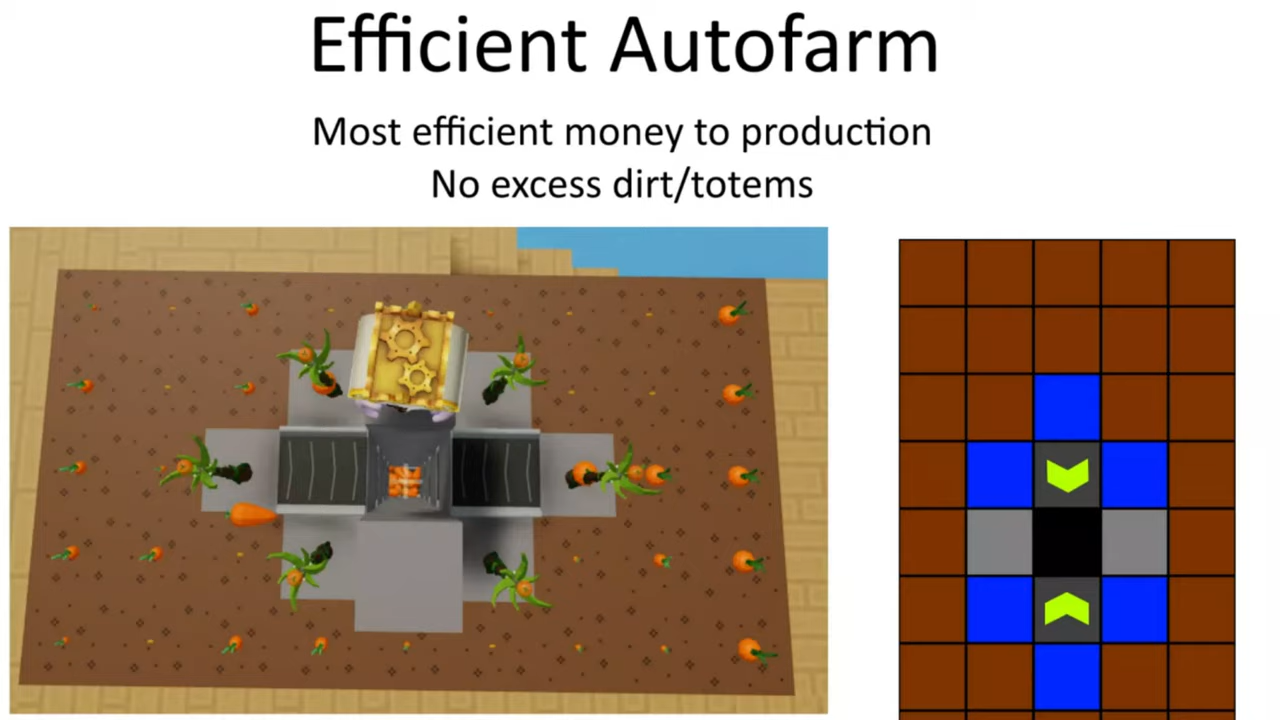 Efficient Autofarm
Most efficient money to production
No excess dirt/totems